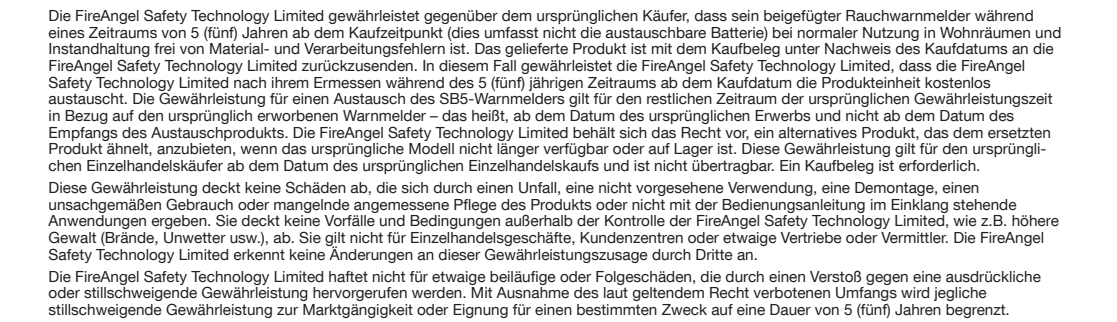 Die FireAngel Safety Technology Limited gewährleistet gegenüber dem ursprünglichen Käufer, dass sein beigefügter Rauchwarnmelder während
eines Zeitraums von 5 (fünf) Jahren ab dem Kaufzeitpunkt (dies umfasst nicht die austauschbare Batterie) bei normaler Nutzung in Wohnräumen und
Instandhaltung frei von Material- und Verarbeitungsfehlern ist. Das gelieferte Produkt ist mit dem Kaufbeleg unter Nachweis des Kaufdatums an die
FireAngel Safety Technology Limited zurückzusenden. In diesem Fall gewährleistet die FireAngel Safety Technology Limited, dass die FireAngel
Safety Technology Limited nach ihrem Ermessen während des 5 (fünf) jährigen Zeitraums ab dem Kaufdatum die Produkteinheit kostenlos
austauscht. Die Gewährleistung für einen Austausch des SB5-Warnmelders gilt für den restlichen Zeitraum der ursprünglichen Gewährleistungszeit
in Bezug auf den ursprünglich erworbenen Warnmelder – das heißt, ab dem Datum des ursprünglichen Erwerbs und nicht ab dem Datum des
Empfangs des Austauschprodukts. Die FireAngel Safety Technology Limited behält sich das Recht vor, ein alternatives Produkt, das dem ersetzten
Produkt ähnelt, anzubieten, wenn das ursprüngliche Modell nicht länger verfügbar oder auf Lager ist. Diese Gewährleistung gilt für den ursprüngli-
chen Einzelhandelskäufer ab dem Datum des ursprünglichen Einzelhandelskaufs und ist nicht übertragbar. Ein Kaufbeleg ist erforderlich.
Diese Gewährleistung deckt keine Schäden ab, die sich durch einen Unfall, eine nicht vorgesehene Verwendung, eine Demontage, einen
unsachgemäßen Gebrauch oder mangelnde angemessene Pflege des Produkts oder nicht mit der Bedienungsanleitung im Einklang stehende
Anwendungen ergeben. Sie deckt keine Vorfälle und Bedingungen außerhalb der Kontrolle der FireAngel Safety Technology Limited, wie z.B. höhere
Gewalt (Brände, Unwetter usw.), ab. Sie gilt nicht für Einzelhandelsgeschäfte, Kundenzentren oder etwaige Vertriebe oder Vermittler. Die FireAngel
Safety Technology Limited erkennt keine Änderungen an dieser Gewährleistungszusage durch Dritte an.
Die FireAngel Safety Technology Limited haftet nicht für etwaige beiläufige oder Folgeschäden, die durch einen Verstoß gegen eine ausdrückliche
oder stillschweigende Gewährleistung hervorgerufen werden. Mit Ausnahme des laut geltendem Recht verbotenen Umfangs wird jegliche
stillschweigende Gewährleistung zur Marktgängigkeit oder Eignung für einen bestimmten Zweck auf eine Dauer von 5 (fünf) Jahren begrenzt.